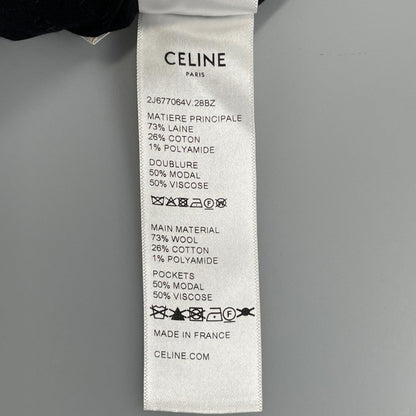 CELINE
PARIS
2J677064V.28BZ
MATIERE PRINCIPALE
73% LAINE
26% COTON
1% POLYAMIDE
DOUBLURE
50% MODAL
50% VISCOSE
MAIN MATERIAL
73% WOOL
26% COTTON
1% POLYAMIDE
POCKETS
50% MODAL
50% VISCOSE
MADE IN FRANCE
CELINE.COM